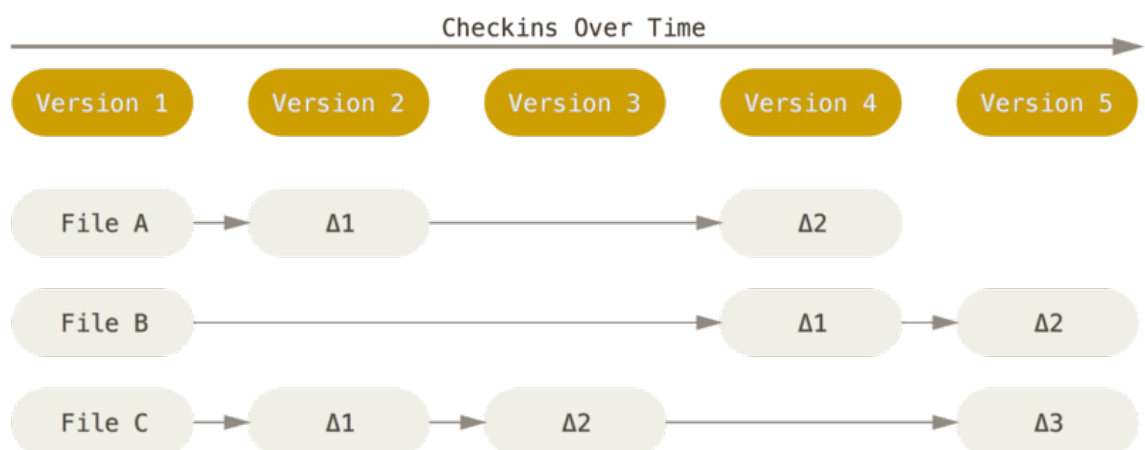 Checkins Over Time
Version 1 Version 2 Version 3 Version 4 Version 5
File A Δ1 Δ2
File B Δ1 Δ2
File C Δ1 Δ2 Δ3